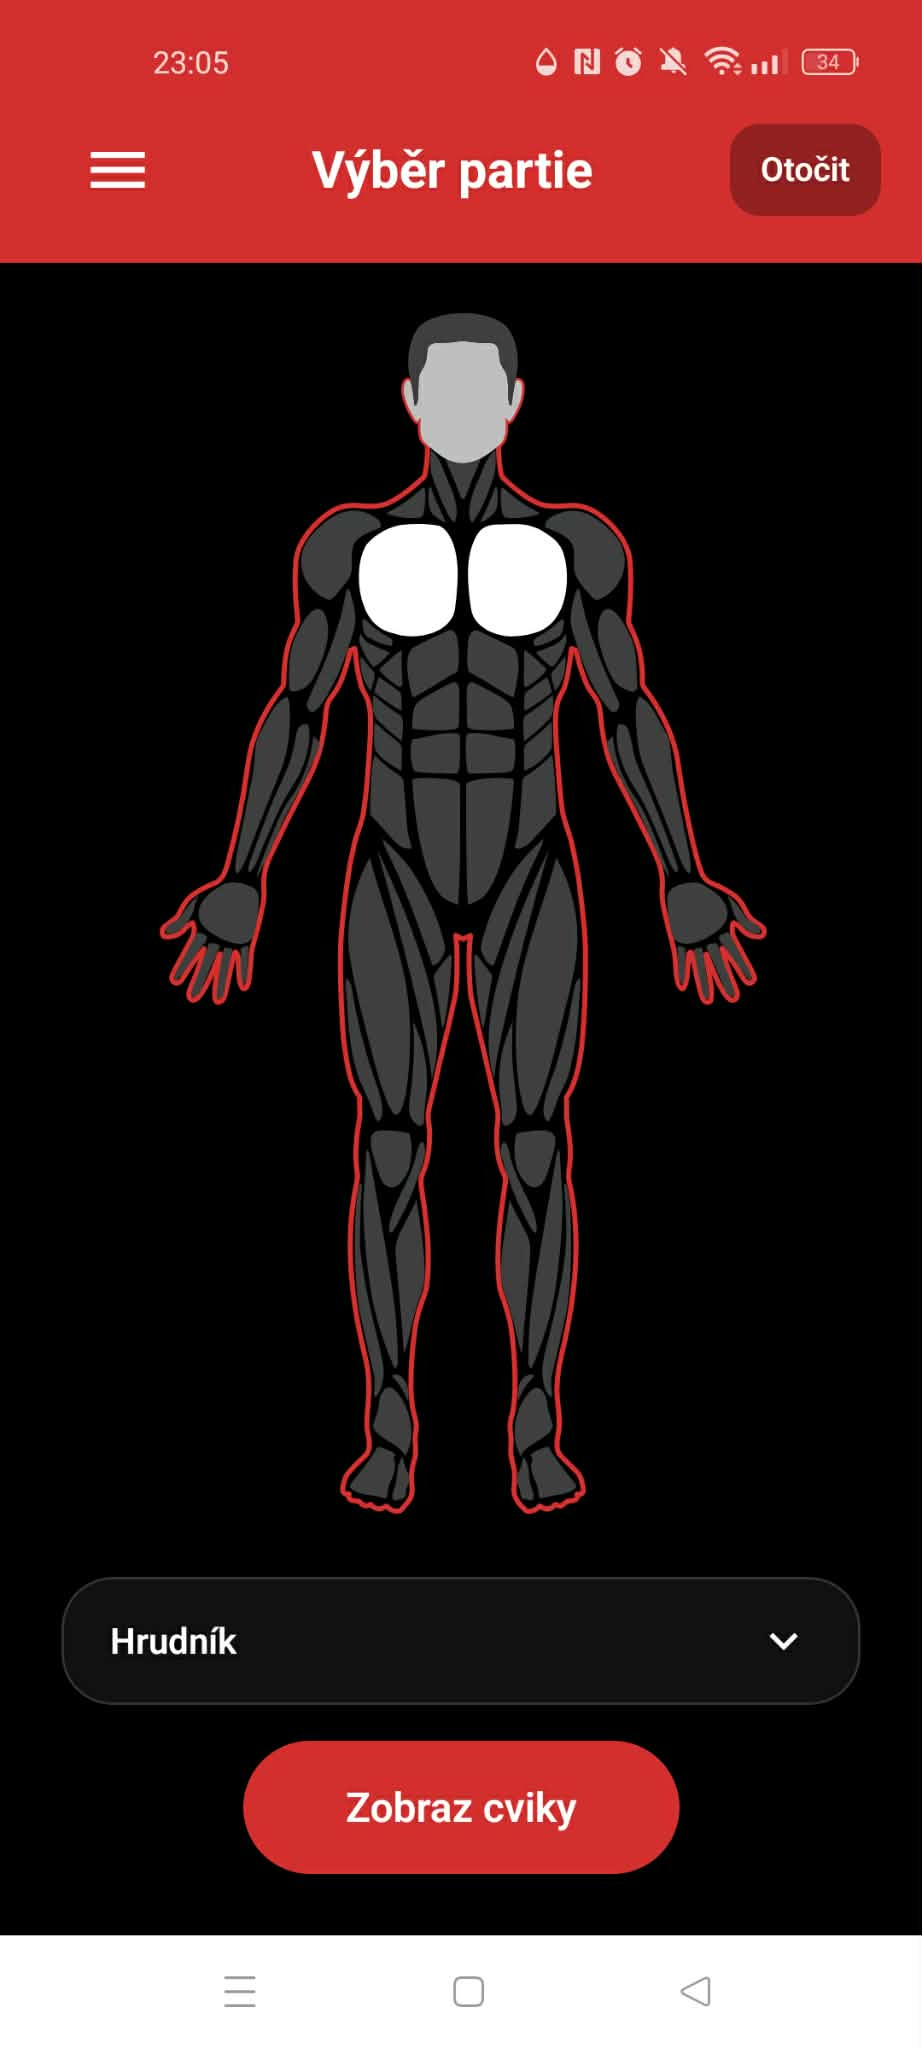 23:05
34
Výběr partie
Otočit
Hrudník
Zobraz cviky